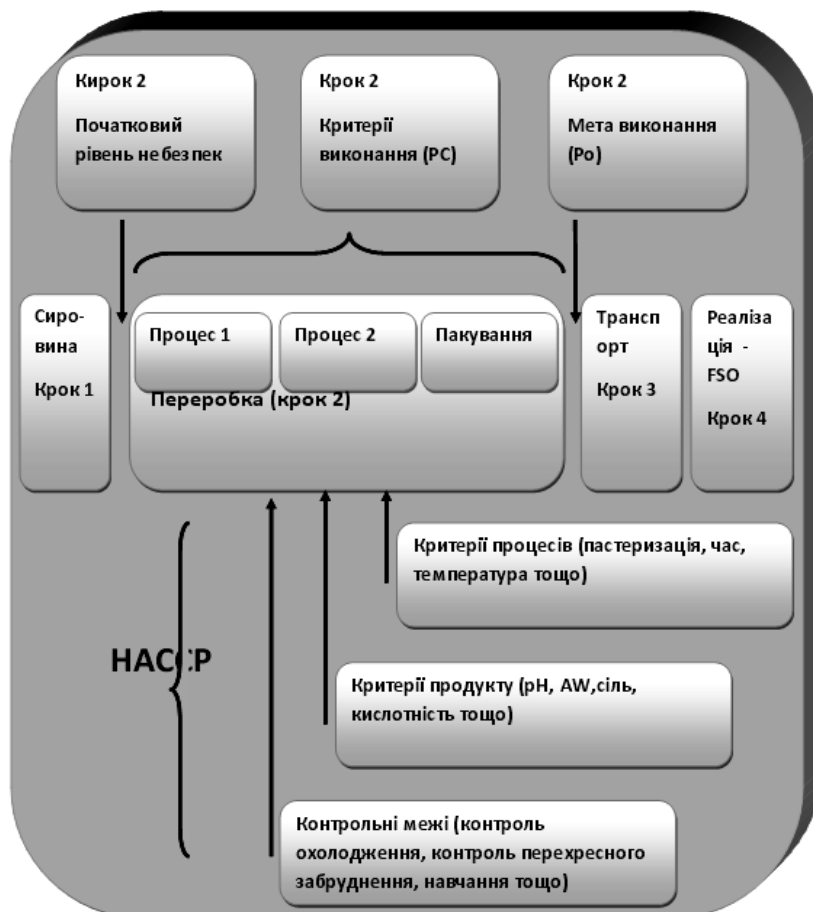 Кирок 2
Початковий
рівень небезпек
Крок 2
Критерії
виконання (PC)
Крок 2
Мета виконання
(Po)
Сиро-
вина
Крок 1
Процес 1
Процес 2
Пакування
Переробка (крок 2)
Трансп
орт
Крок 3
Реаліза
ція -
FSO
Крок 4
Критерії процесів (пастеризація, час,
температура тощо)
НАССР
Критерії продукту (pH, AW,сіль,
кислотність тощо)
Контрольні межі (контроль
охолодження, контроль перехресного
забруднення, навчання тощо)